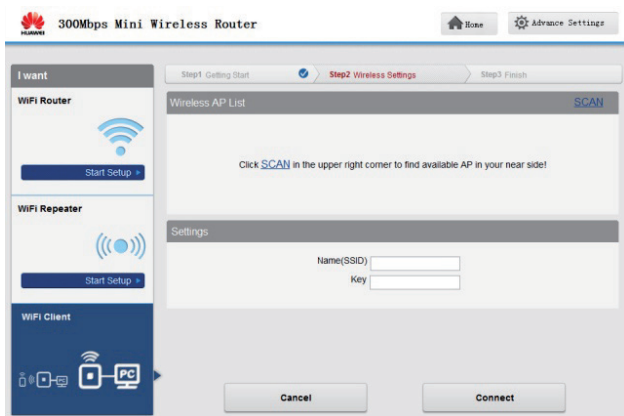 HUAWEI
300Mbps Mini Wireless Router
Home
Advance Settings
I want
WiFi Router
Start Setup
WiFi Repeater
Start Setup
WiFi Client
PC
Step1 Getting Start
Step2 Wireless Settings
Step3 Finish
Wireless AP List
SCAN
Click SCAN in the upper right corner to find available AP in your near side!
Settings
Name(SSID)
Key
Cancel
Connect